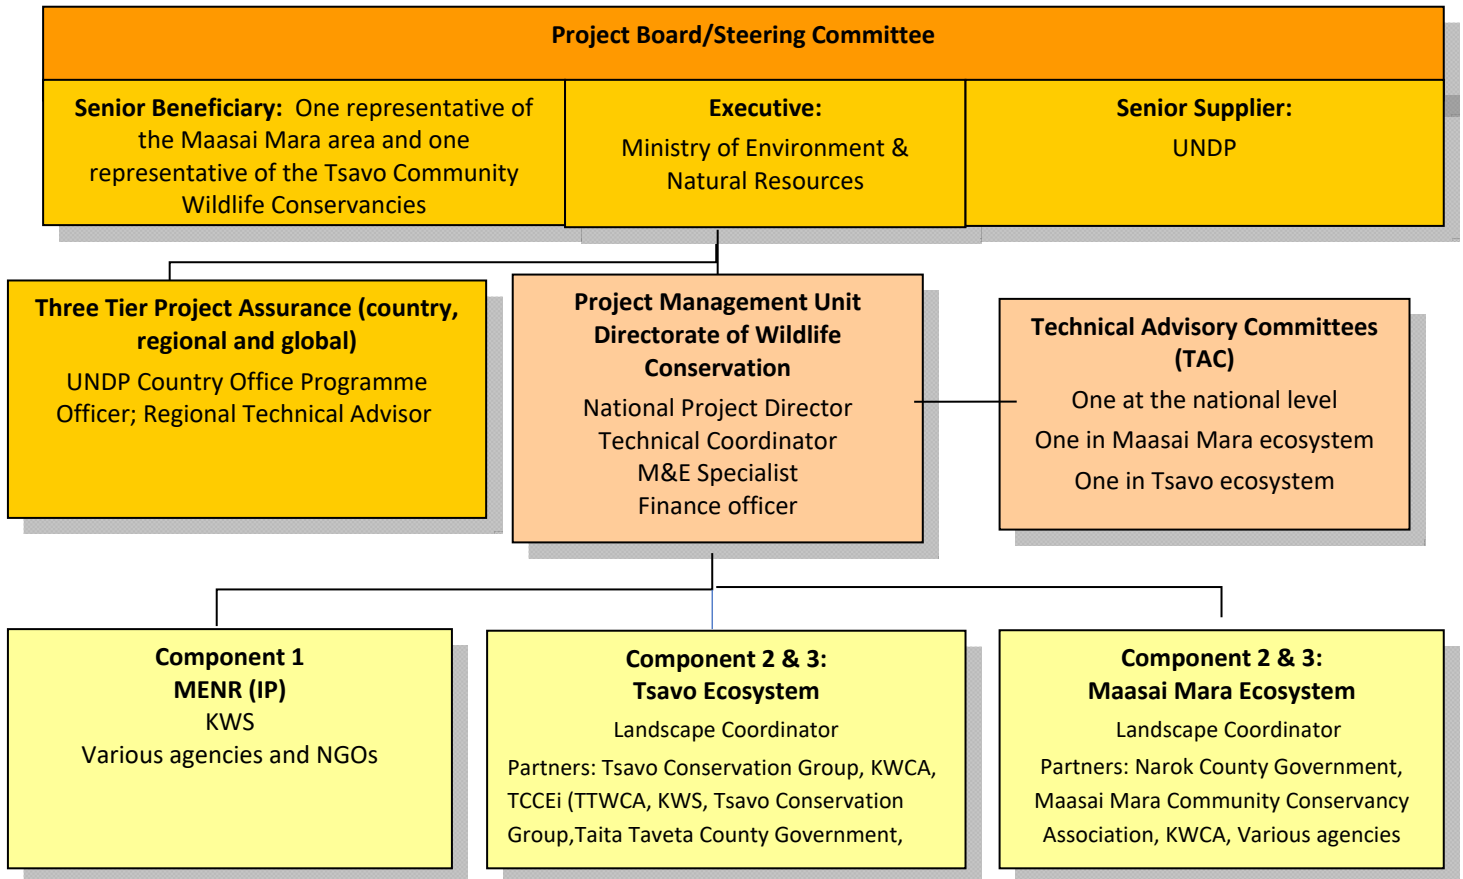 Project Board/Steering Committee
Senior Beneficiary: One representative of
the Maasai Mara area and one
representative of the Tsavo Community
Wildlife Conservancies
Executive:
Ministry of Environment &
Natural Resources
Senior Supplier:
UNDP
Three Tier Project Assurance (country,
regional and global)
UNDP Country Office Programme
Officer; Regional Technical Advisor
Project Management Unit
Directorate of Wildlife
Conservation
National Project Director
Technical Coordinator
M&E Specialist
Finance officer
Technical Advisory Committees
(TAC)
One at the national level
One in Maasai Mara ecosystem
One in Tsavo ecosystem
Component 1
MENR (IP)
KWS
Various agencies and NGOs
Component 2 & 3:
Tsavo Ecosystem
Landscape Coordinator
Partners: Tsavo Conservation Group, KWCA,
TCCEi (TTWCA, KWS, Tsavo Conservation
Group,Taita Taveta County Government,
Component 2 & 3:
Maasai Mara Ecosystem
Landscape Coordinator
Partners: Narok County Government,
Maasai Mara Community Conservancy
Association, KWCA, Various agencies